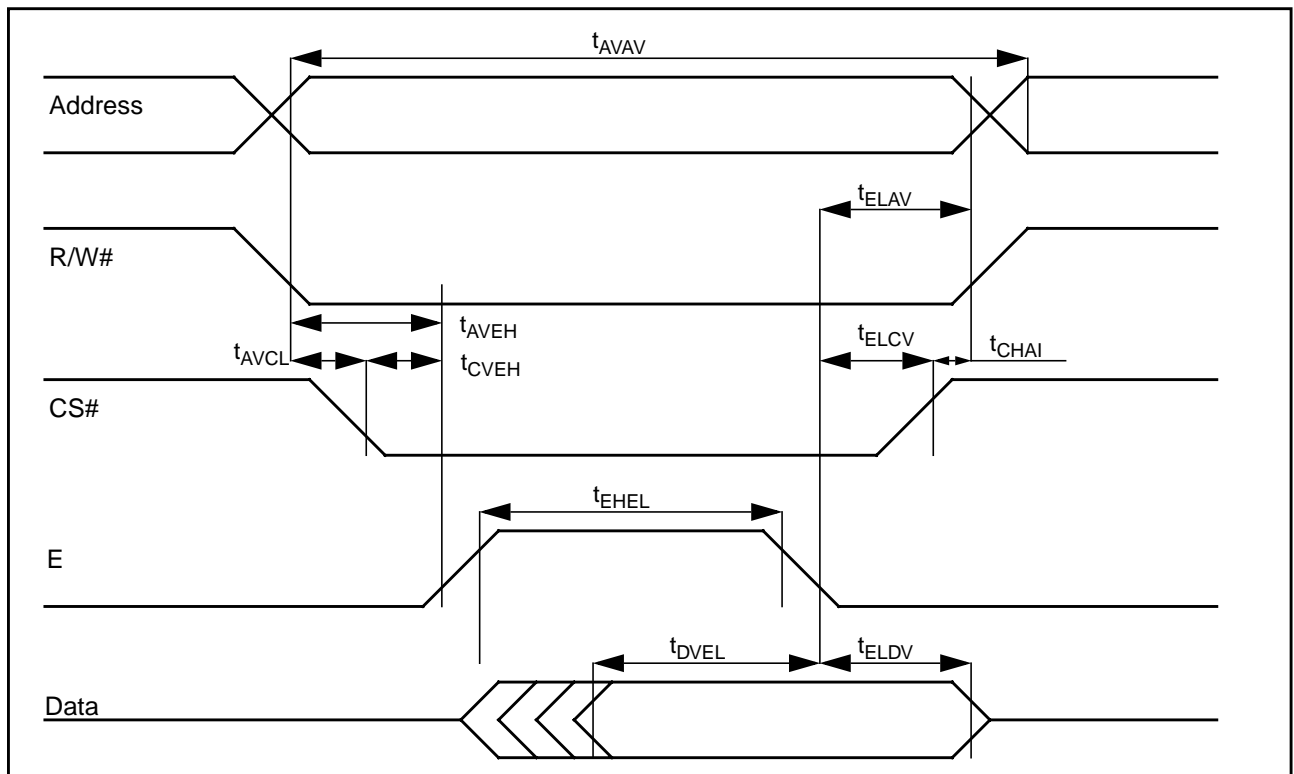 tAVAV
Address
tELAV
R/W#
tAVEH
tAVCL
tCVEH
tELCV
tCHAI
CS#
tEHEL
E
tDVEL
tELDV
Data